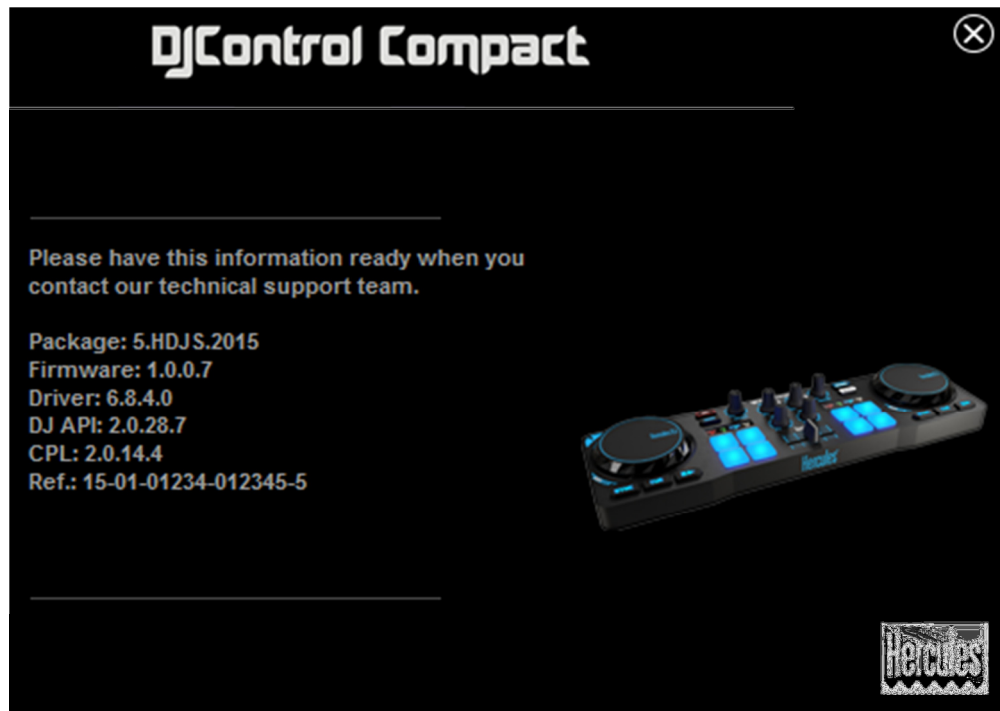 DJControl Compact
Please have this information ready when you
contact our technical support team.
Package: 5.HDJS.2015
Firmware: 1.0.0.7
Driver: 6.8.4.0
DJ API: 2.0.28.7
CPL: 2.0.14.4
Ref.: 15-01-01234-012345-5
SYNC
CUE
Hercules
Hercules